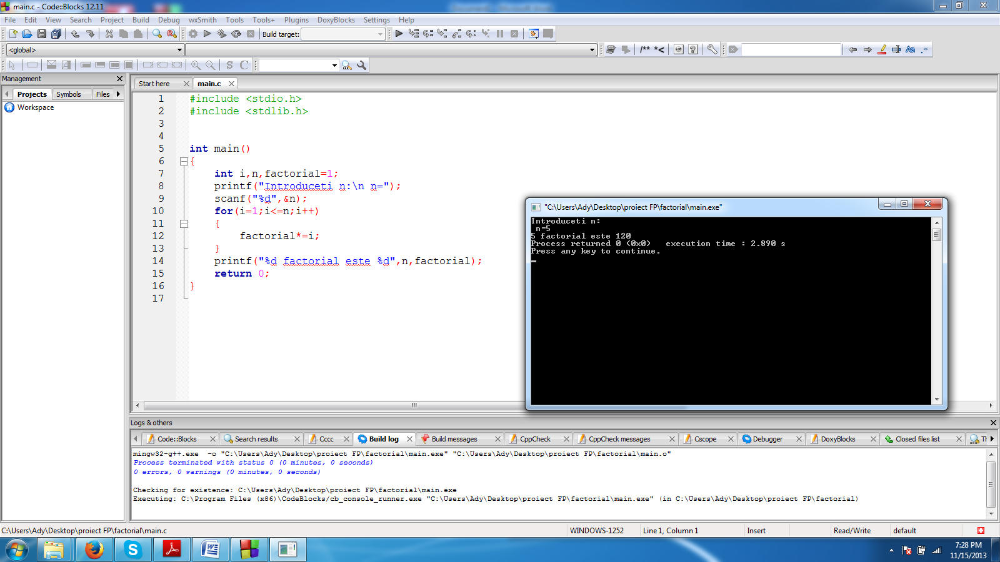 main.c - Code::Blocks 12.11
File Edit View Search Project Build Debug wxSmith Tools Tools+ Plugins DoxyBlocks Settings Help
Build target:
<global>
/** *<
Aa .*
S C
Management
Projects Symbols Files
Workspace
Start here main.c
1 #include <stdio.h>
2 #include <stdlib.h>
3
4
5 int main()
6 {
7 int i,n,factorial=1;
8 printf("Introduceti n:\n n=");
9 scanf("%d",&n);
10 for(i=1;i<=n;i++)
11 {
12 factorial*=i;
13 }
14 printf("%d factorial este %d",n,factorial);
15 return 0;
16 }
17
"C:\Users\Ady\Desktop\proiect FP\factorial\main.exe"
Introduceti n:
n=5
5 factorial este 120
Process returned 0 (0x0) execution time : 2.890 s
Press any key to continue.
Logs & others
Code::Blocks Search results Cccc Build log Build messages CppCheck CppCheck messages Cscope Debugger DoxyBlocks Closed files list Th
mingw32-g++.exe -o "C:\Users\Ady\Desktop\proiect FP\factorial\main.exe" "C:\Users\Ady\Desktop\proiect FP\factorial\main.o"
Process terminated with status 0 (0 minutes, 0 seconds)
0 errors, 0 warnings (0 minutes, 0 seconds)
Checking for existence: C:\Users\Ady\Desktop\proiect FP\factorial\main.exe
Executing: C:\Program Files (x86)\CodeBlocks/cb_console_runner.exe "C:\Users\Ady\Desktop\proiect FP\factorial\main.exe" (in C:\Users\Ady\Desktop\proiect FP\factorial)
C:\Users\Ady\Desktop\proiect FP\factorial\main.c WINDOWS-1252 Line 1, Column 1 Insert Read/Write default
7:28 PM
11/15/2013